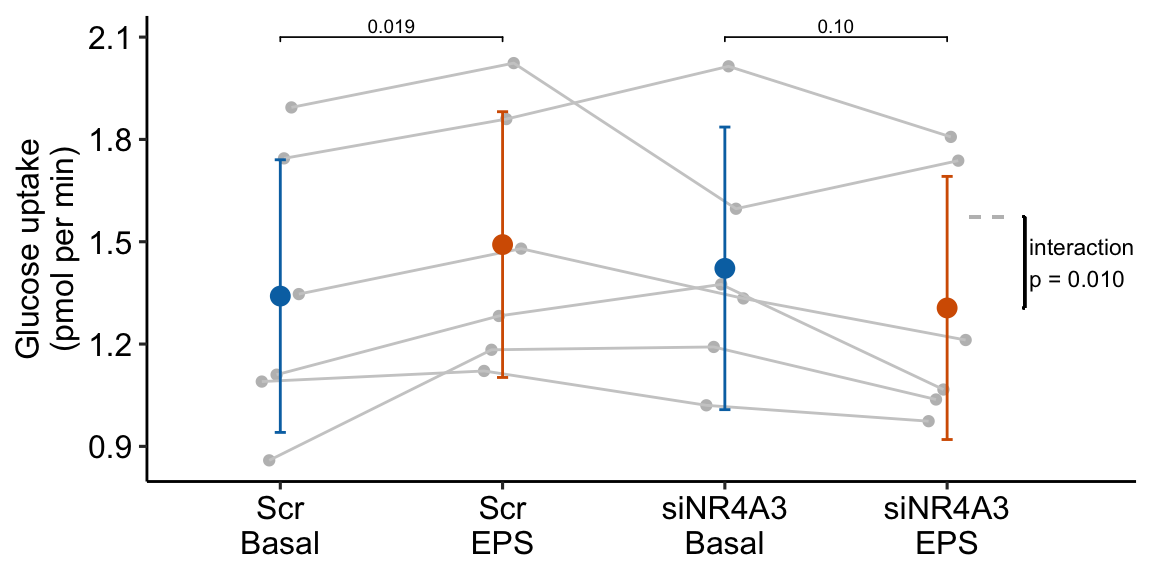 0.019
0.10
2.1
1.8
1.5
1.2
0.9
Glucose uptake
(pmol per min)
interaction
p = 0.010
Scr
Basal
Scr
EPS
siNR4A3
Basal
siNR4A3
EPS